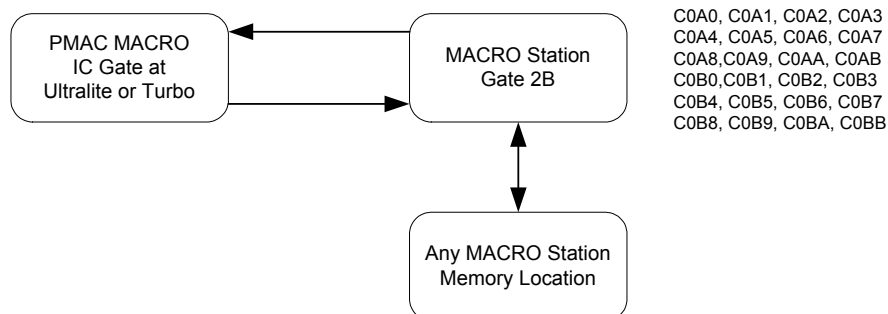 PMAC MACRO
IC Gate at
Ultralite or Turbo
MACRO Station
Gate 2B
C0A0, C0A1, C0A2, C0A3
C0A4, C0A5, C0A6, C0A7
C0A8,C0A9, C0AA, C0AB
C0B0,C0B1, C0B2, C0B3
C0B4, C0B5, C0B6, C0B7
C0B8, C0B9, C0BA, C0BB
Any MACRO Station
Memory Location